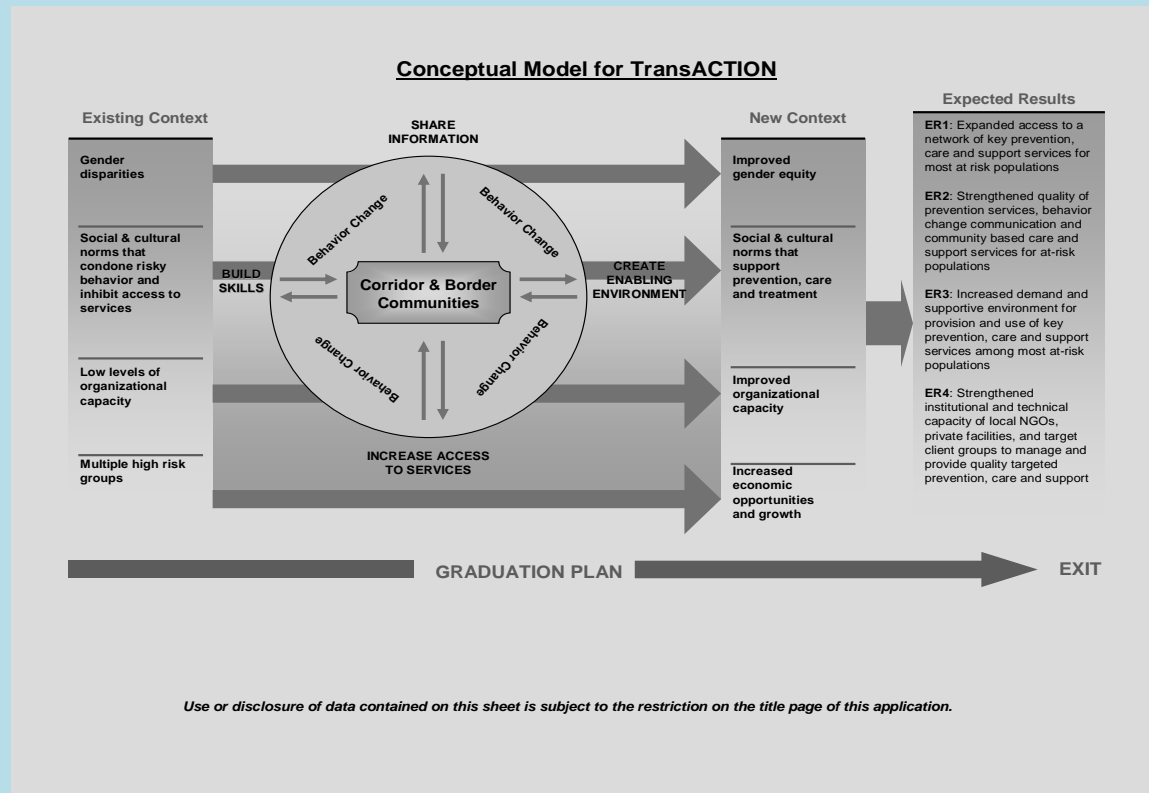 Conceptual Model for TransACTION
Existing Context
Gender
disparities
Social & cultural
norms that
condone risky
behavior and
inhibit access to
services
Low levels of
organizational
capacity
Multiple high risk
groups
SHARE
INFORMATION
BUILD
SKILLS
Behavior Change
Behavior Change
Corridor & Border
Communities
Behavior Change
Behavior Change
CREATE
ENABLING
ENVIRONMENT
INCREASE ACCESS
TO SERVICES
New Context
Improved
gender equity
Social & cultural
norms that
support
prevention, care
and treatment
Improved
organizational
capacity
Increased
economic
opportunities
and growth
Expected Results
ER1: Expanded access to a
network of key prevention,
care and support services for
most at risk populations
ER2: Strengthened quality of
prevention services, behavior
change communication and
community based care and
support services for at-risk
populations
ER3: Increased demand and
supportive environment for
provision and use of key
prevention, care and support
services among most at-risk
populations
ER4: Strengthened
institutional and technical
capacity of local NGOs,
private facilities, and target
client groups to manage and
provide quality targeted
prevention, care and support
GRADUATION PLAN
EXIT
Use or disclosure of data contained on this sheet is subject to the restriction on the title page of this application.